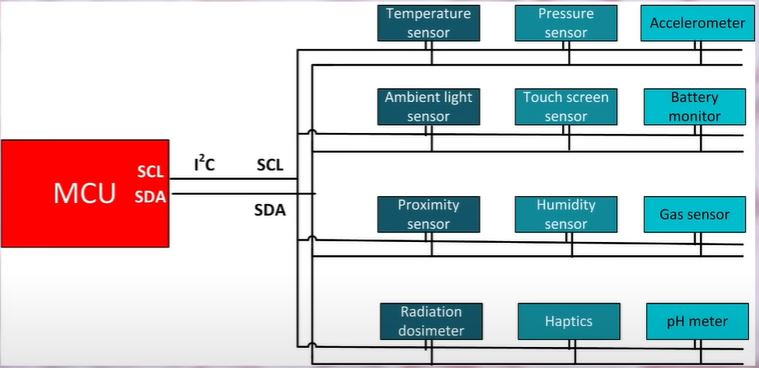 Temperature
sensor
Pressure
sensor
Accelerometer
Ambient light
sensor
Touch screen
sensor
Battery
monitor
MCU
SCL
SDA
I²C
SCL
SDA
Proximity
sensor
Humidity
sensor
Gas sensor
Radiation
dosimeter
Haptics
pH meter